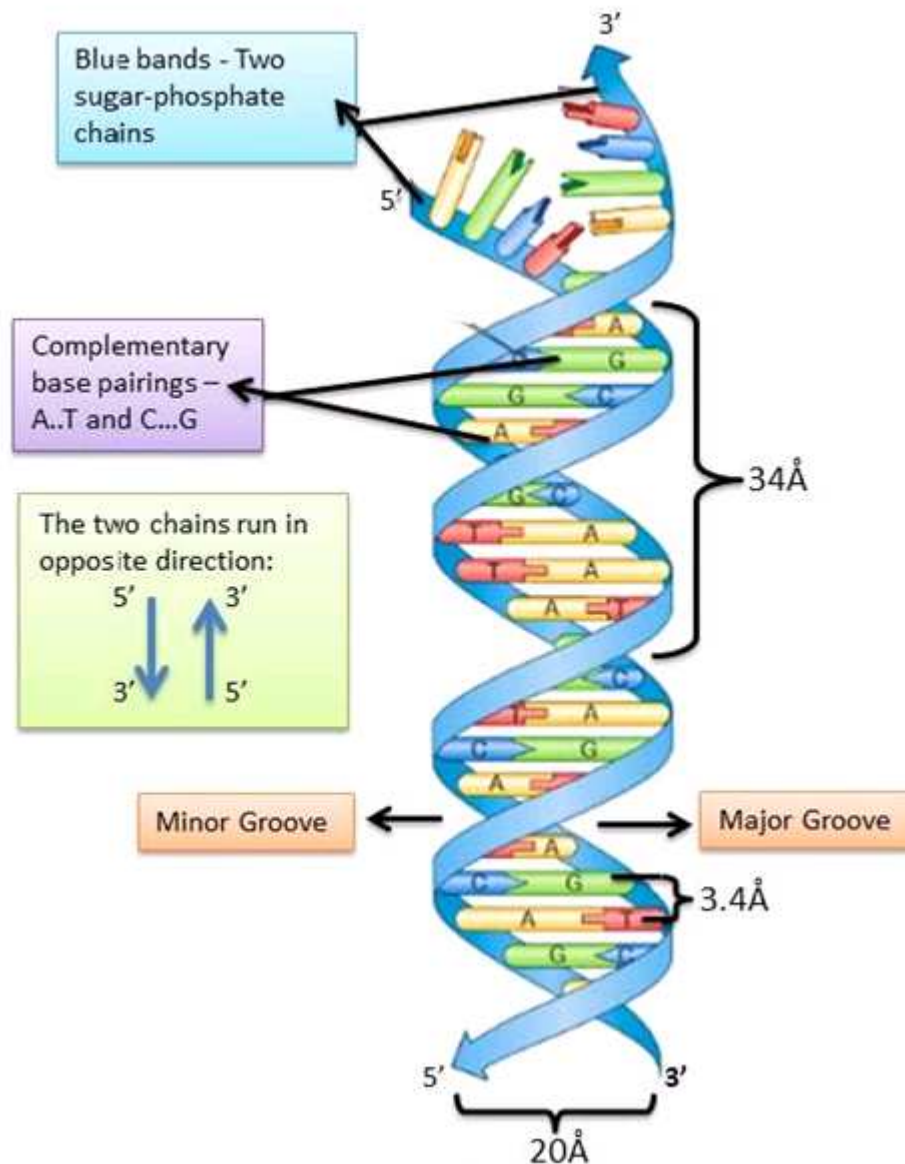 3’
Blue bands - Two
sugar-phosphate
chains
5’
A
G
Complementary
base pairings –
A..T and C...G
G C
A
34Å
G C
The two chains run in
opposite direction:
5’ 3’
3’ 5’
T A
T A
A T
C
T A
C G
A
Minor Groove
Major Groove
A
C G
3.4Å
A T
G C
5’ 3’
20Å